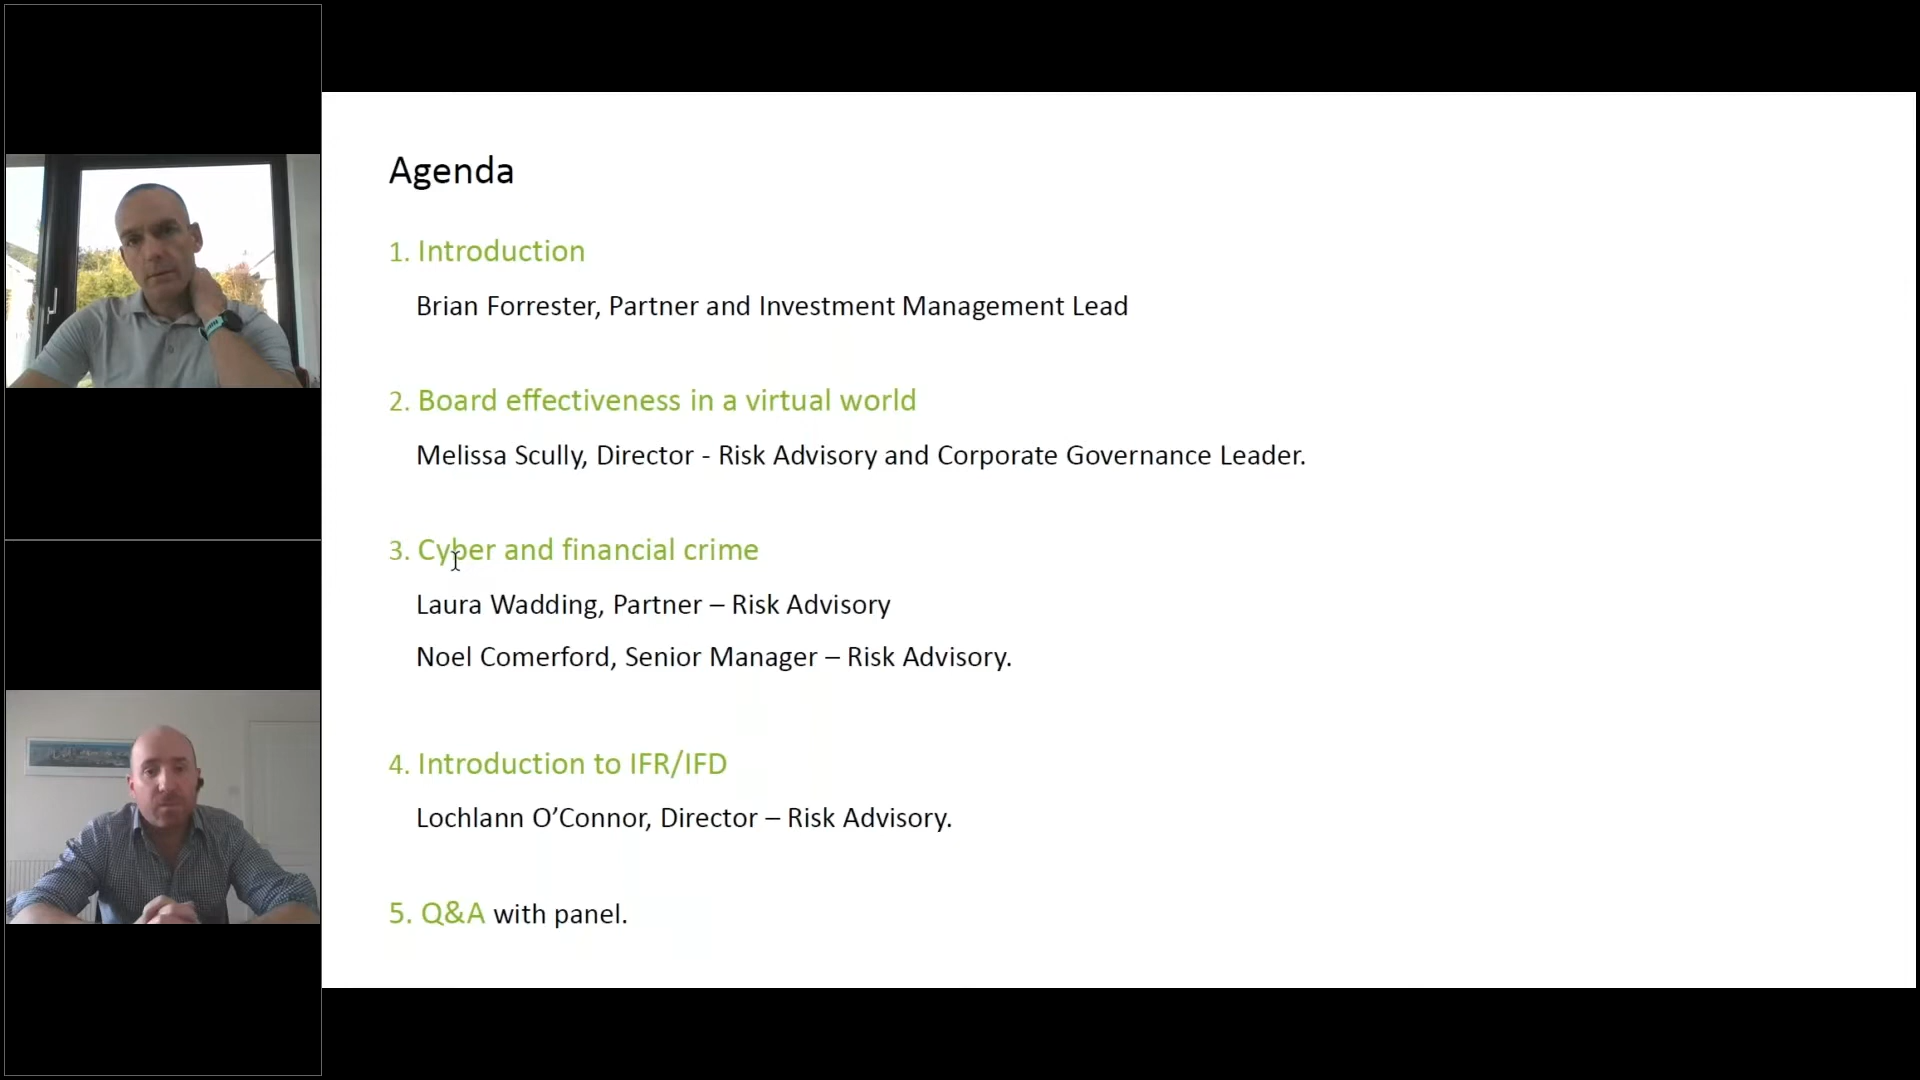 Agenda
1. Introduction
Brian Forrester, Partner and Investment Management Lead
2. Board effectiveness in a virtual world
Melissa Scully, Director - Risk Advisory and Corporate Governance Leader.
3. Cyber and financial crime
Laura Wadding, Partner – Risk Advisory
Noel Comerford, Senior Manager – Risk Advisory.
4. Introduction to IFR/IFD
Lochlann O’Connor, Director – Risk Advisory.
5. Q&A with panel.